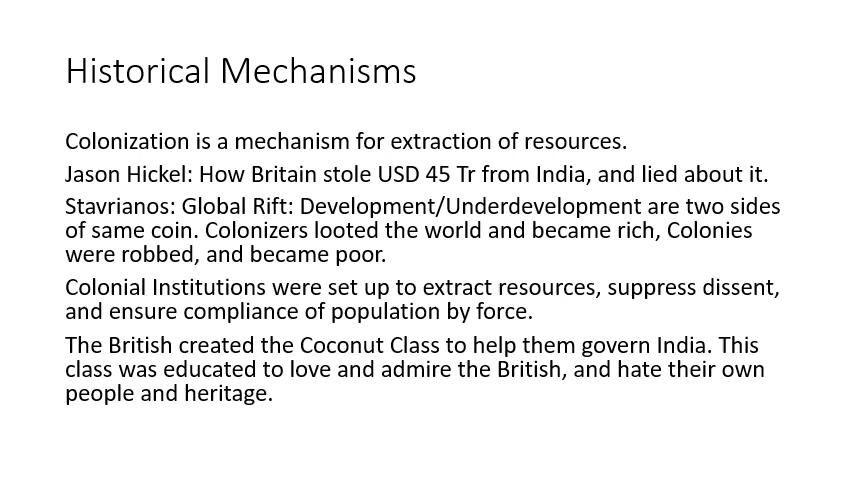 Historical Mechanisms
Colonization is a mechanism for extraction of resources.
Jason Hickel: How Britain stole USD 45 Tr from India, and lied about it.
Stavrianos: Global Rift: Development/Underdevelopment are two sides
of same coin. Colonizers looted the world and became rich, Colonies
were robbed, and became poor.
Colonial Institutions were set up to extract resources, suppress dissent,
and ensure compliance of population by force.
The British created the Coconut Class to help them govern India. This
class was educated to love and admire the British, and hate their own
people and heritage.